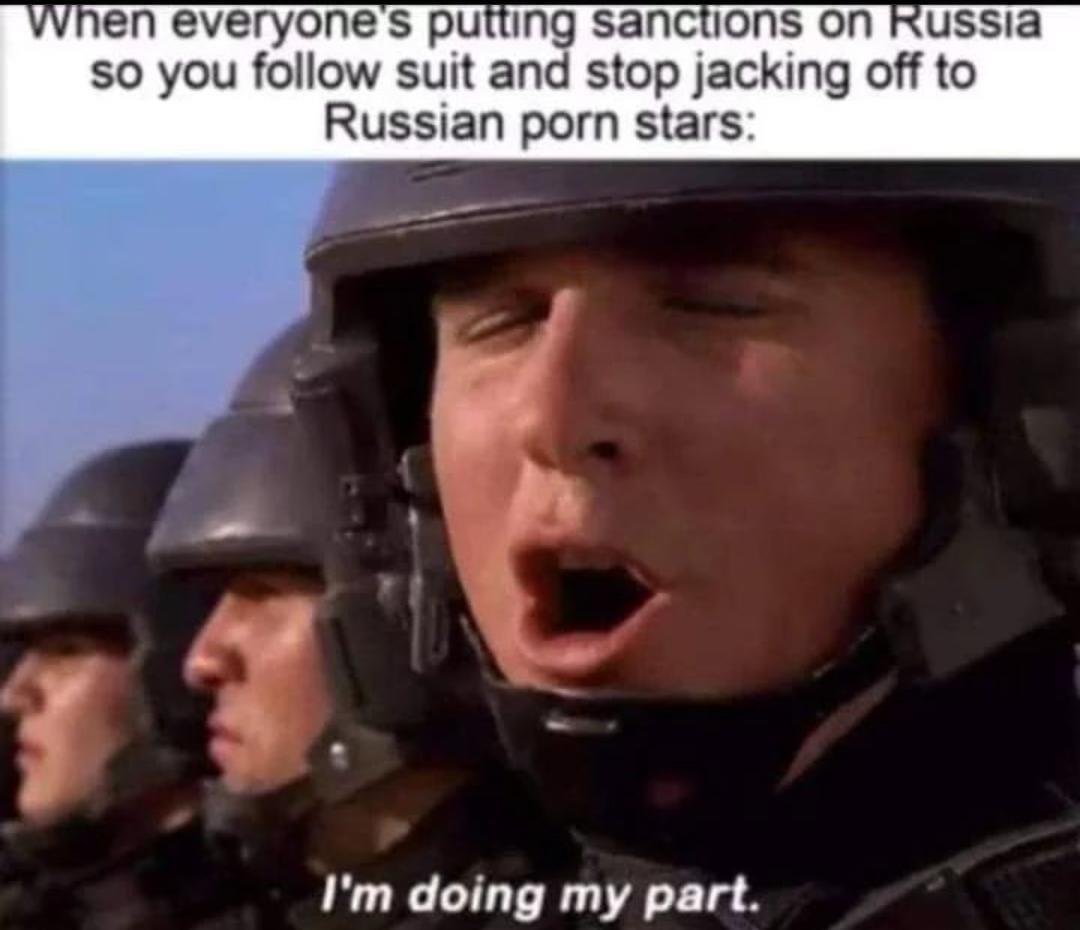 When everyone's putting sanctions on Russia
so you follow suit and stop jacking off to
Russian porn stars:
I'm doing my part.